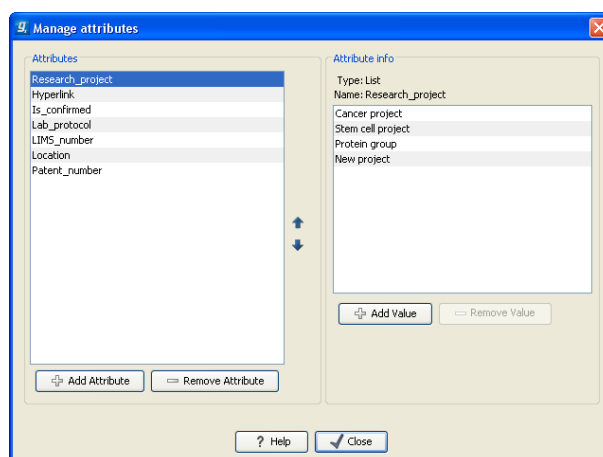 Manage attributes
Attributes
Research_project
Hyperlink
Is_confirmed
Lab_protocol
LIMS_number
Location
Patent_number
Add Attribute
Remove Attribute
Attribute info
Type: List
Name: Research_project
Cancer project
Stem cell project
Protein group
New project
Add Value
Remove Value
? Help
Close